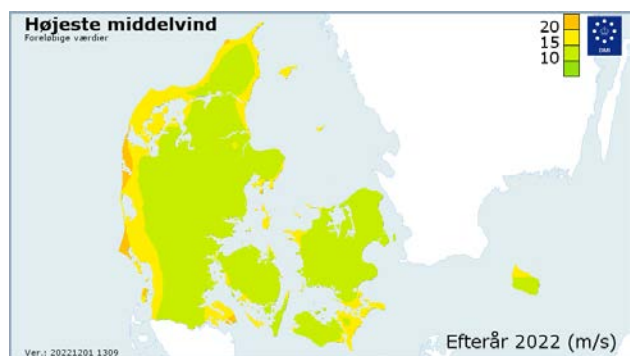 Højeste middelvind
Foreløbige værdier
20
15
10
DMI
Efterår 2022 (m/s)
Ver.: 20221201 1309